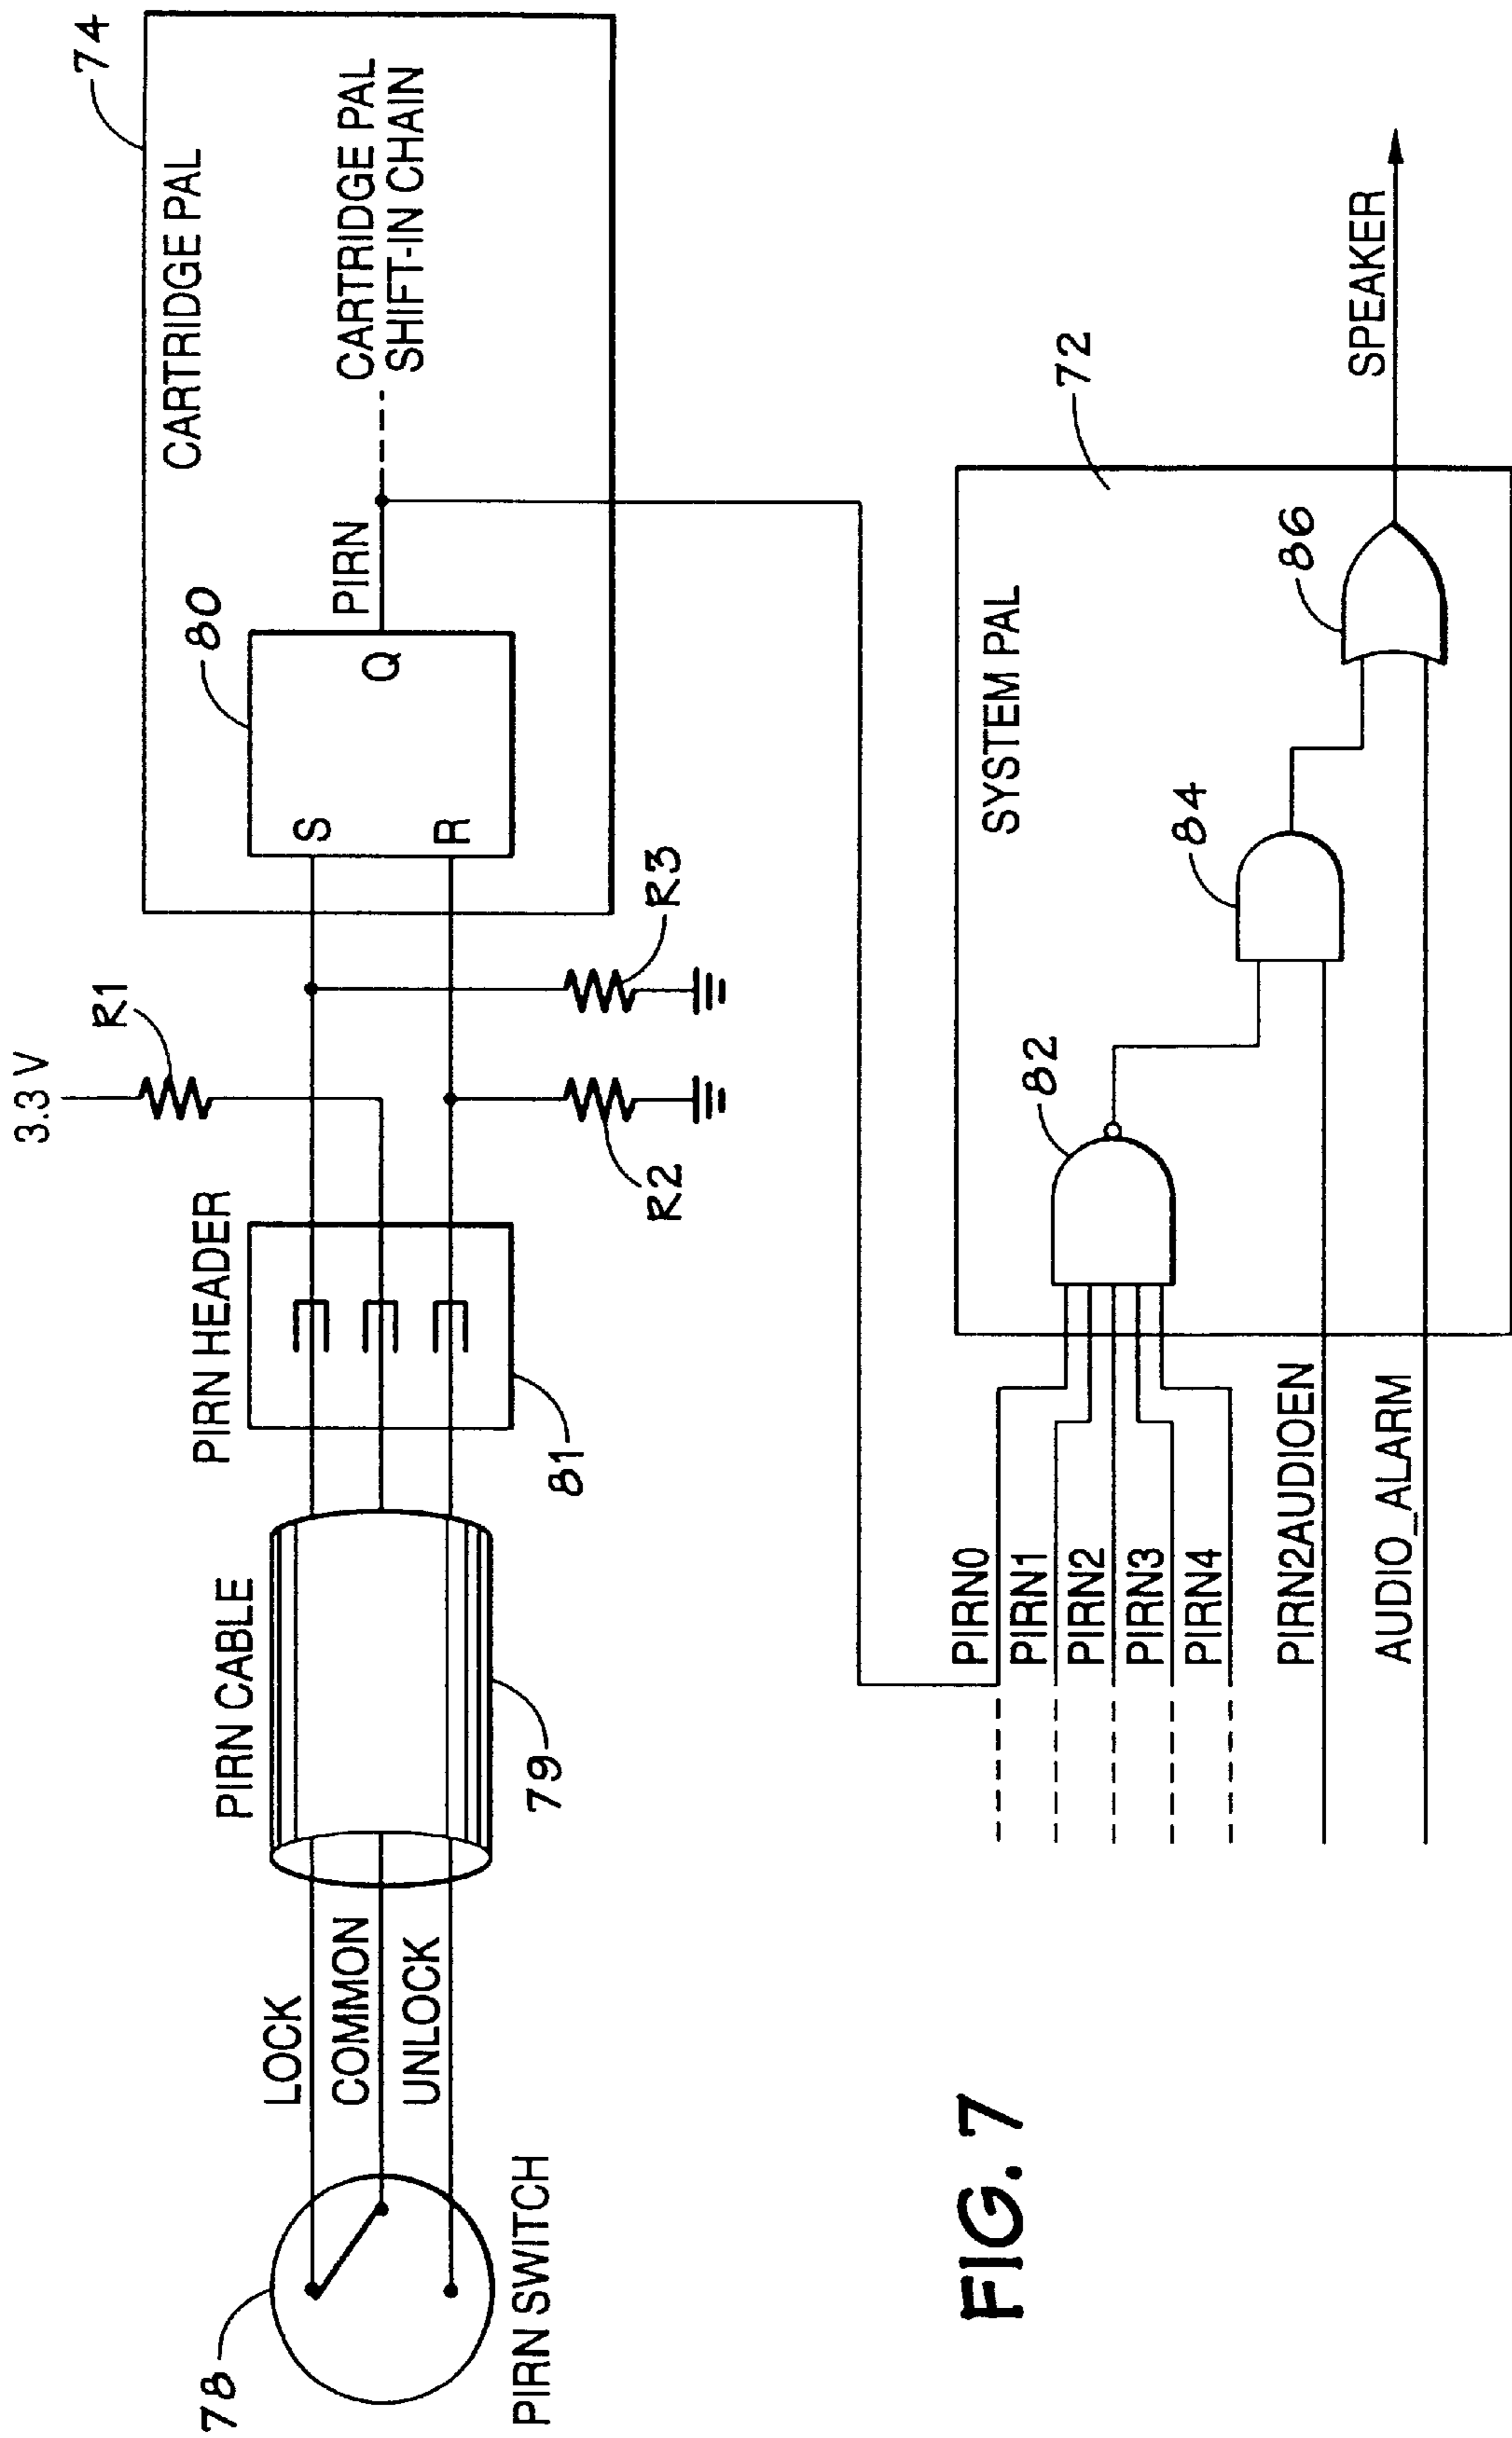 74
CARTRIDGE PAL
CARTRIDGE PAL
SHIFT-IN CHAIN
80
PIRN
S
Q
R
3.3 V
R1
R3
R2
PIRN HEADER
81
PIRN CABLE
79
LOCK
COMMON
UNLOCK
78
PIRN SWITCH
72
SYSTEM PAL
SPEAKER
86
84
82
PIRN0
PIRN1
PIRN2
PIRN3
PIRN4
PIRN2AUDIOEN
AUDIO_ALARM
FIG. 7